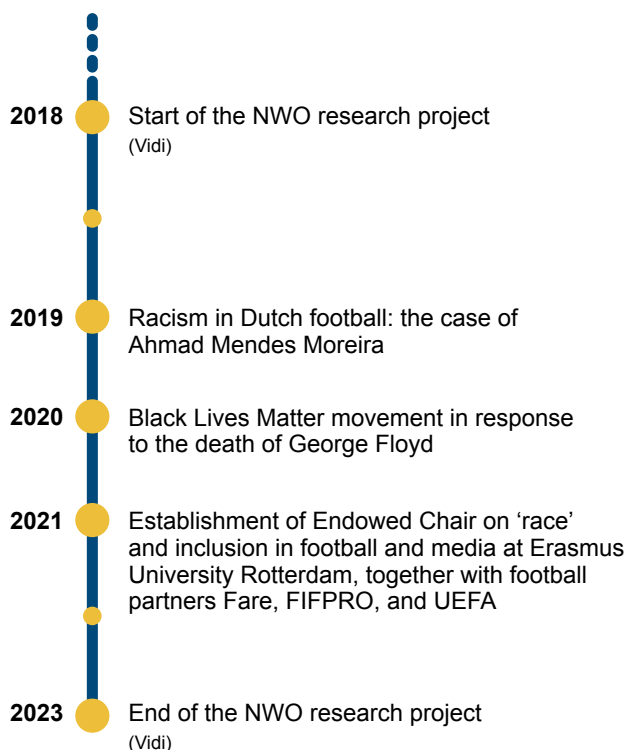 2018 Start of the NWO research project
(Vidi)
2019 Racism in Dutch football: the case of
Ahmad Mendes Moreira
2020 Black Lives Matter movement in response
to the death of George Floyd
2021 Establishment of Endowed Chair on ‘race’
and inclusion in football and media at Erasmus
University Rotterdam, together with football
partners Fare, FIFPRO, and UEFA
2023 End of the NWO research project
(Vidi)